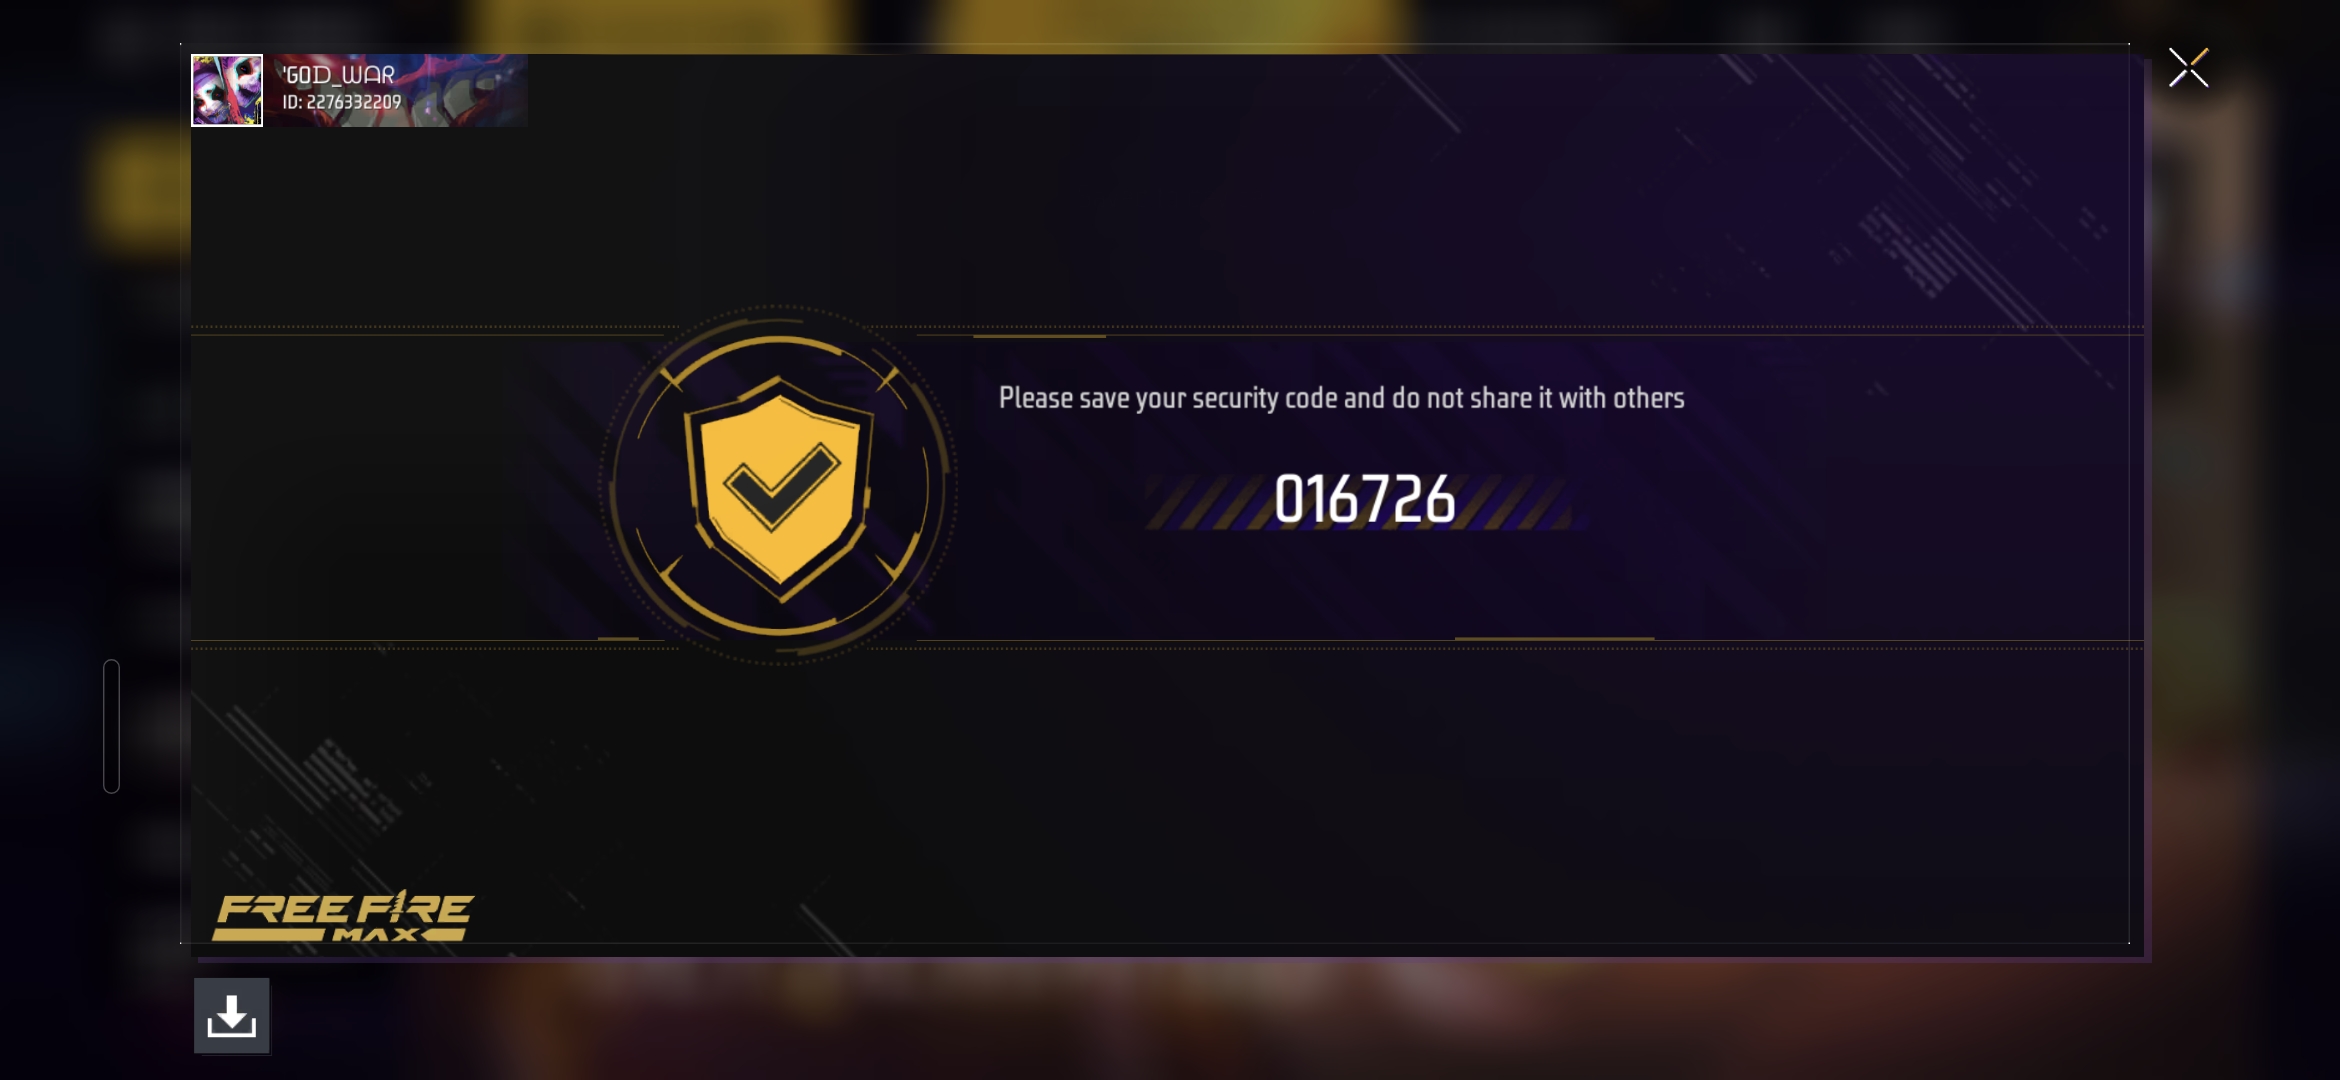 'GOD_WAR
ID: 2276332209
Please save your security code and do not share it with others
016726
FREE FIRE
MAX